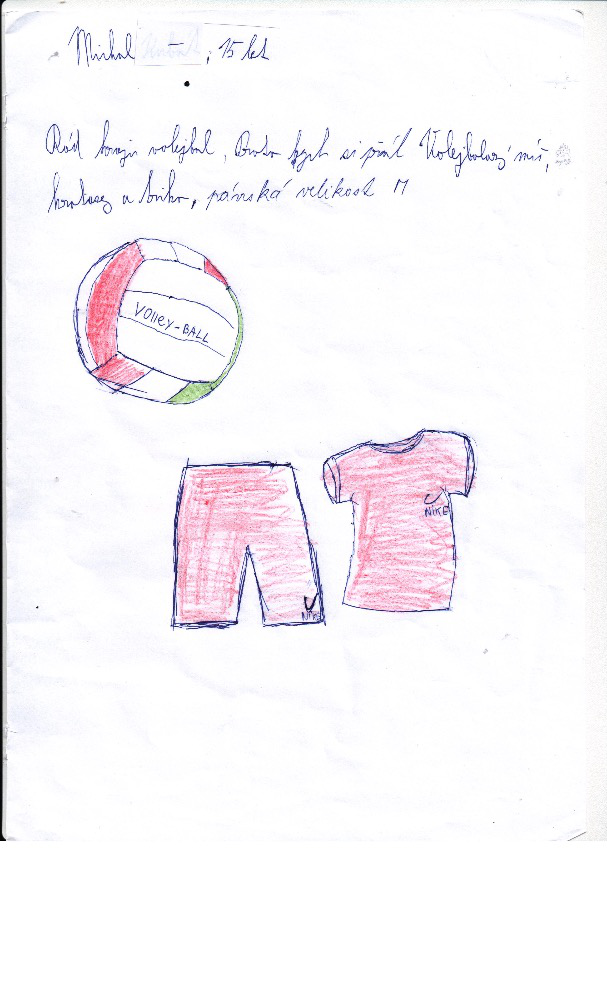 Michal , 15 let
Rád hraju volejbal, Proto bych si přál Volejbalový míč,
kraťasy a triko, pánská velikost M
VOlleY-BALL
NIKE
NIKE